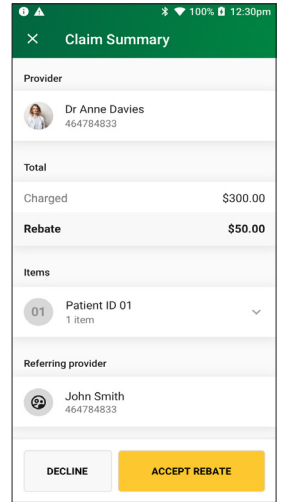 100% 12:30pm
Claim Summary
Provider
Dr Anne Davies
464784833
Total
Charged $300.00
Rebate $50.00
Items
01 Patient ID 01
1 item
Referring provider
John Smith
464784833
DECLINE ACCEPT REBATE